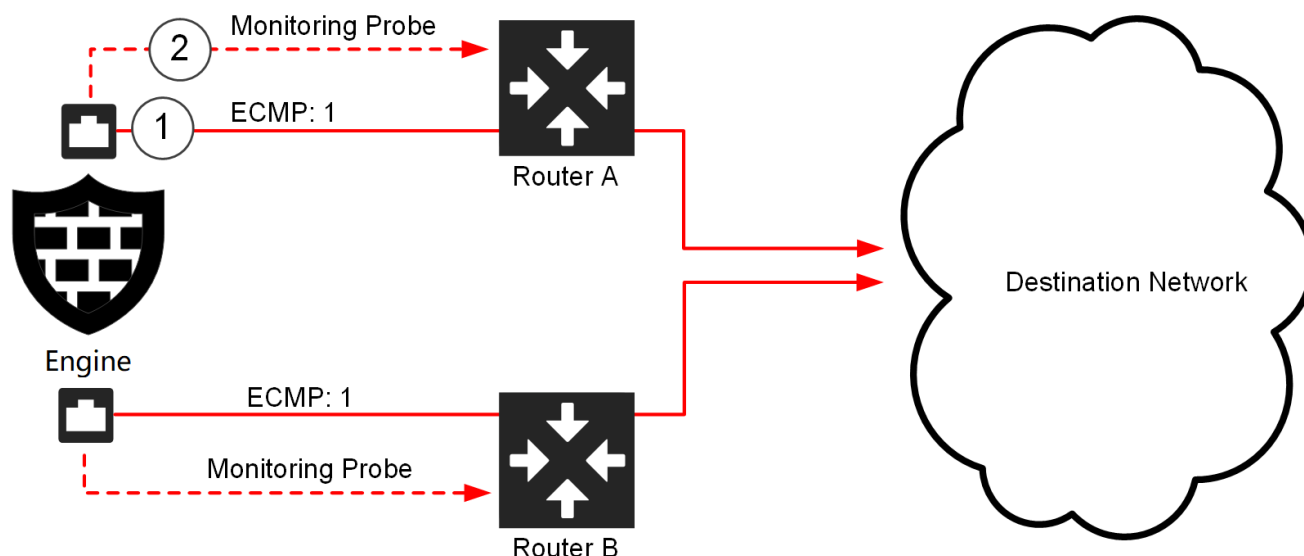 Monitoring Probe
2
ECMP: 1
1
Router A
Destination Network
Engine
ECMP: 1
Monitoring Probe
Router B